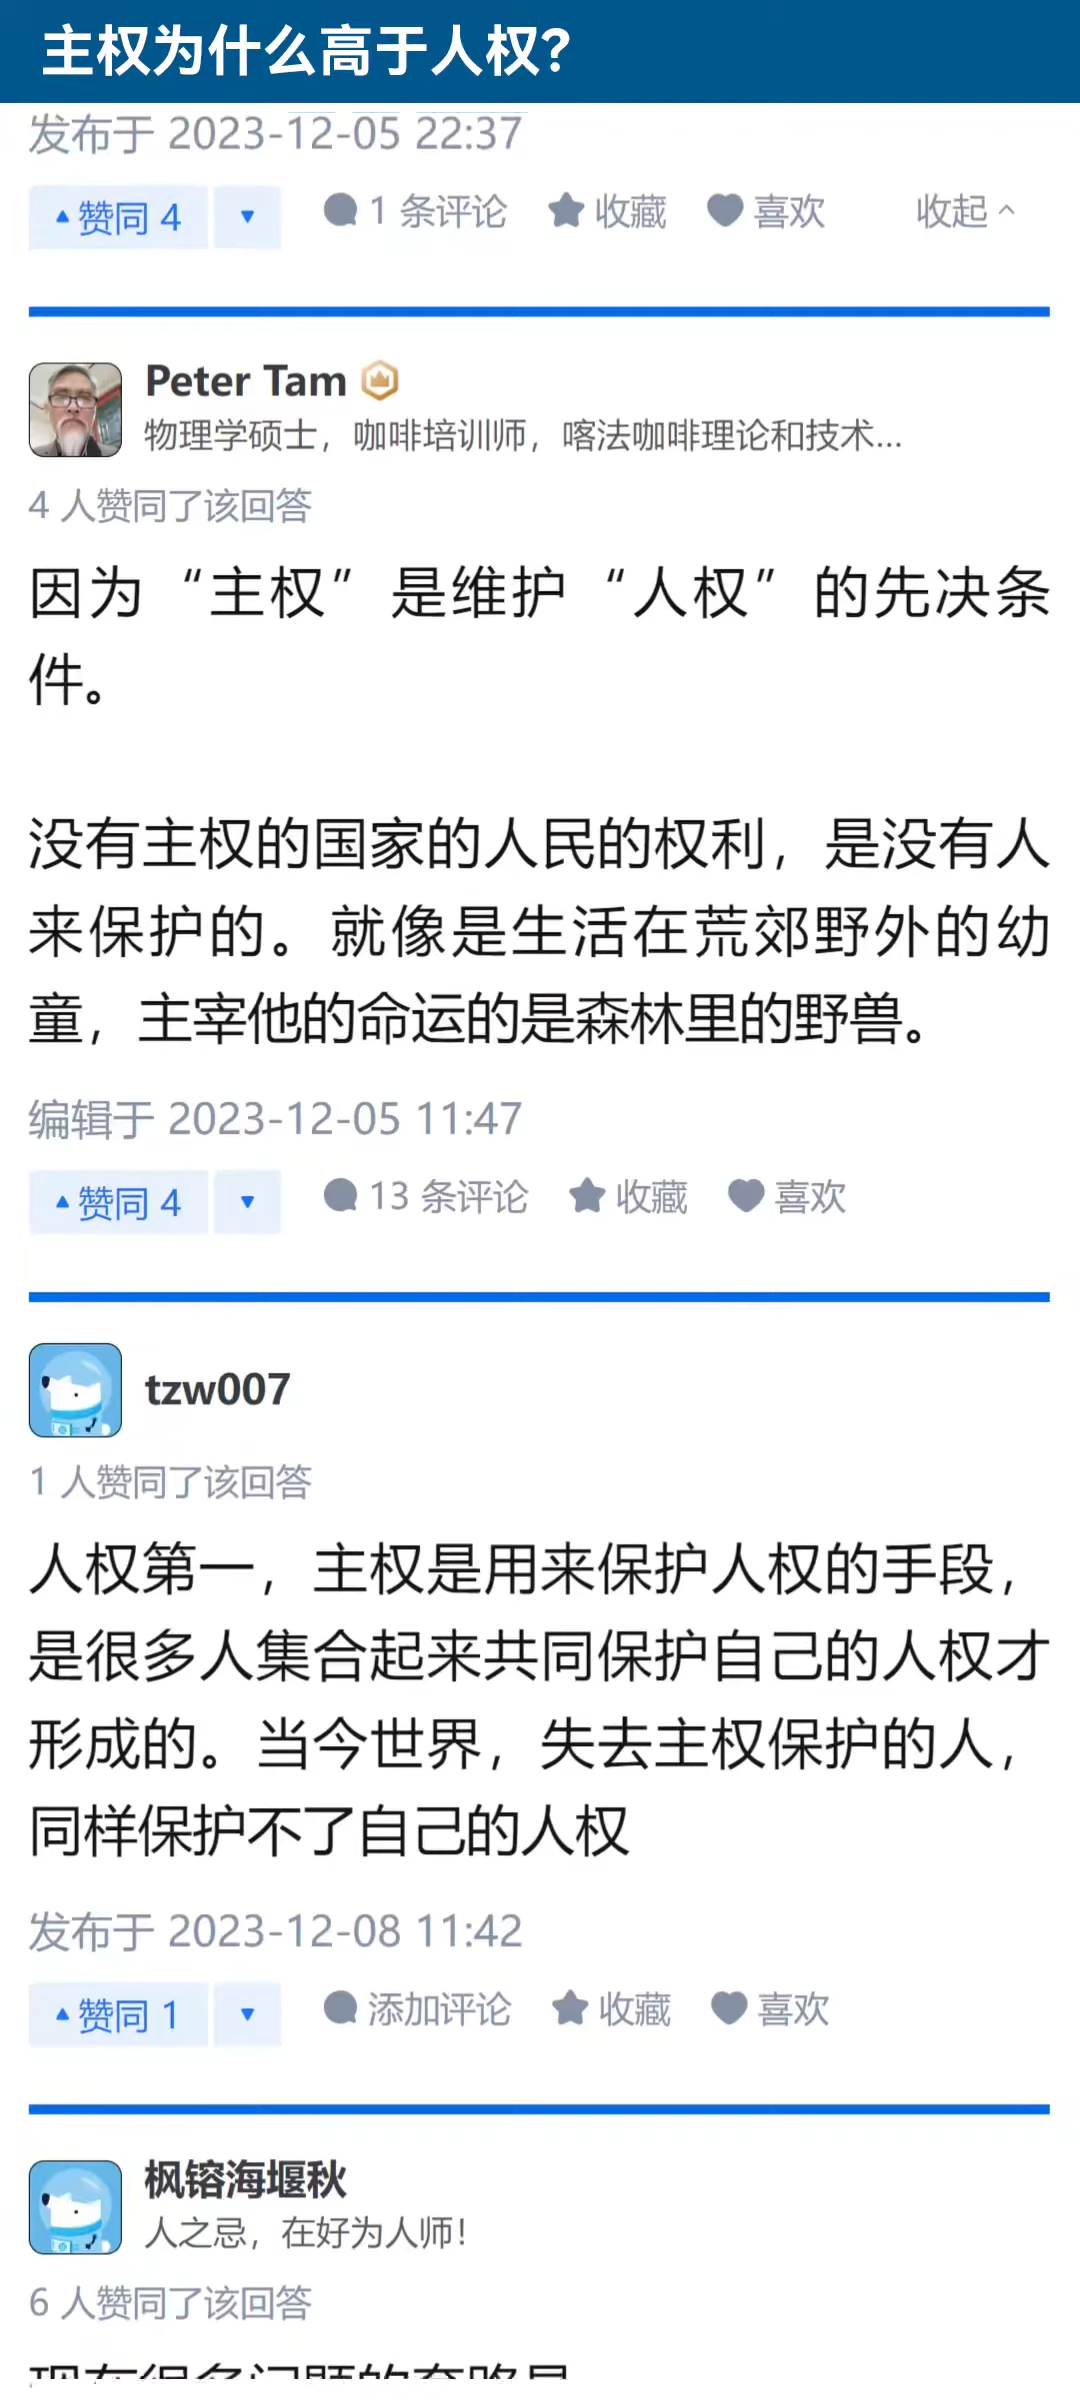 主权为什么高于人权?
发布于 2023-12-05 22:37
赞同 4 1 条评论 收藏 喜欢 收起
Peter Tam
物理学硕士，咖啡培训师，喀法咖啡理论和技术...
4 人赞同了该回答
因为“主权”是维护“人权”的先决条
件。
没有主权的国家的人民的权利，是没有人
来保护的。就像是生活在荒郊野外的幼
童，主宰他的命运的是森林里的野兽。
编辑于 2023-12-05 11:47
赞同 4 13 条评论 收藏 喜欢
tzw007
1 人赞同了该回答
人权第一，主权是用来保护人权的手段，
是很多人集合起来共同保护自己的人权才
形成的。当今世界，失去主权保护的人，
同样保护不了自己的人权
发布于 2023-12-08 11:42
赞同 1 添加评论 收藏 喜欢
枫镕海堰秋
人之忌，在好为人师！
6 人赞同了该回答